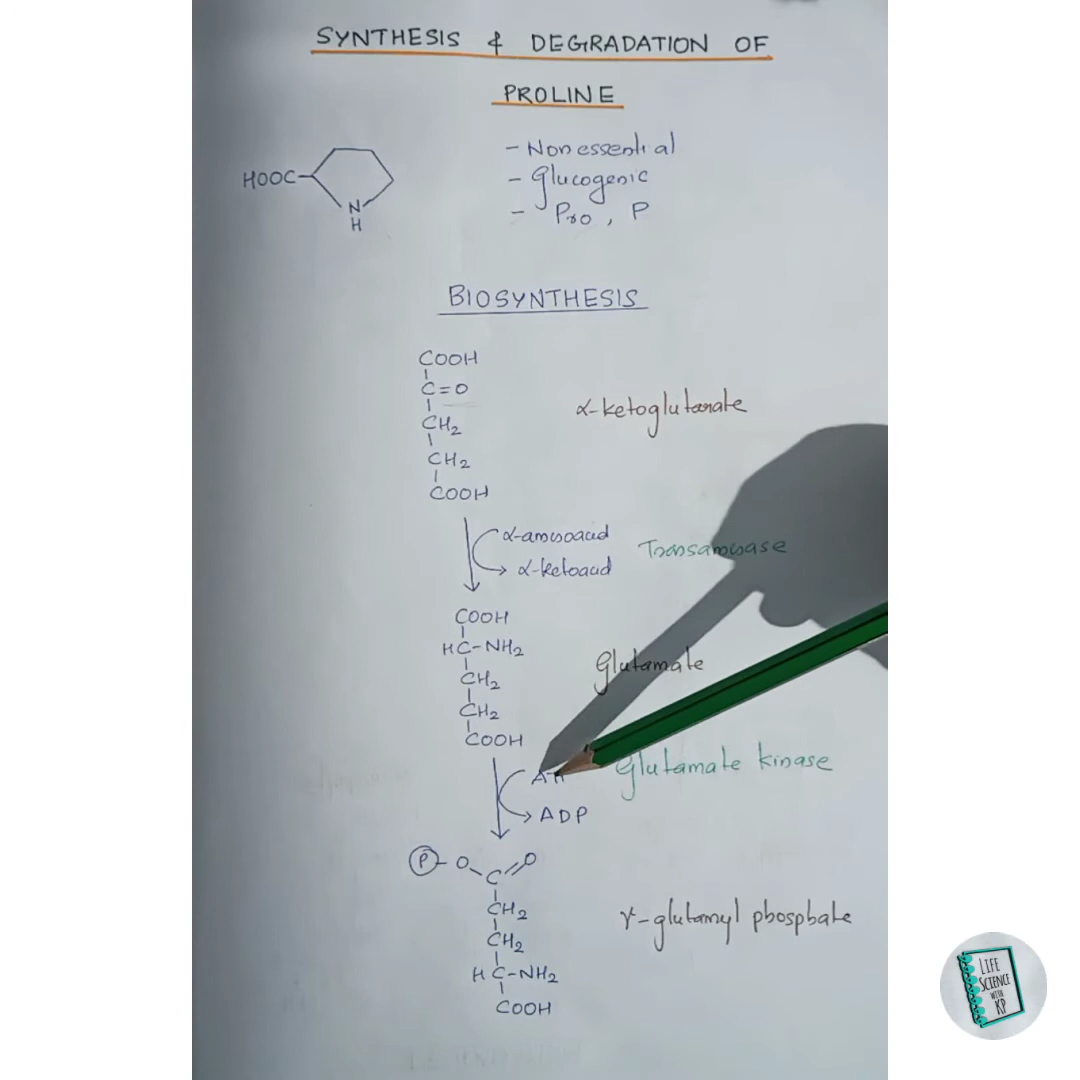 SYNTHESIS & DEGRADATION OF
PROLINE
HOOC
N
H
- Nonessential
- Glucogenic
- Pro, P
BIOSYNTHESIS
COOH
C=O
CH2
CH2
COOH
α-ketoglutarate
α-aminoacid
α-ketoacid
Transaminase
COOH
HC-NH2
CH2
CH2
COOH
Glutamate
ADP
Glutamate kinase
P-O
C
O
CH2
CH2
HC-NH2
COOH
γ-glutamyl phosphate
LIFE
SCIENCE
WITH
KP